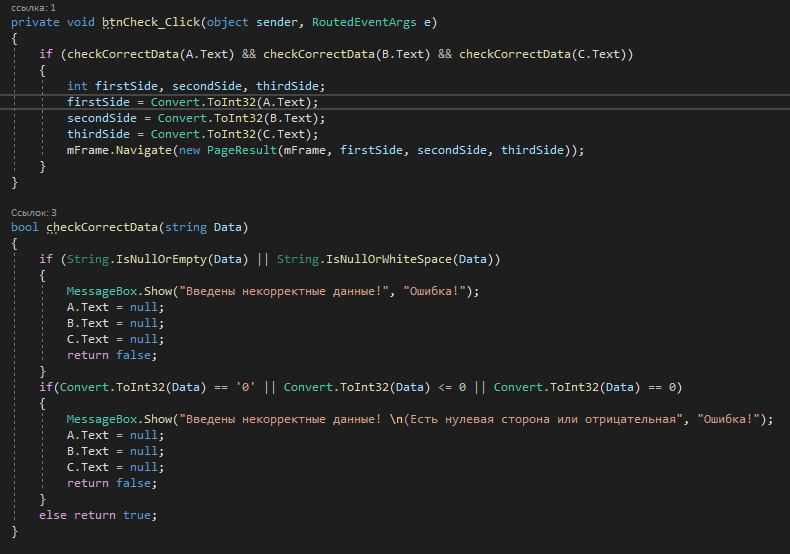 ссылка: 1
private void btnCheck_Click(object sender, RoutedEventArgs e)
{
if (checkCorrectData(A.Text) && checkCorrectData(B.Text) && checkCorrectData(C.Text))
{
int firstSide, secondSide, thirdSide;
firstSide = Convert.ToInt32(A.Text);
secondSide = Convert.ToInt32(B.Text);
thirdSide = Convert.ToInt32(C.Text);
mFrame.Navigate(new PageResult(mFrame, firstSide, secondSide, thirdSide));
}
}
Ссылок: 3
bool checkCorrectData(string Data)
{
if (String.IsNullOrEmpty(Data) || String.IsNullOrWhiteSpace(Data))
{
MessageBox.Show("Введены некорректные данные!", "Ошибка!");
A.Text = null;
B.Text = null;
C.Text = null;
return false;
}
if(Convert.ToInt32(Data) == '0' || Convert.ToInt32(Data) <= 0 || Convert.ToInt32(Data) == 0)
{
MessageBox.Show("Введены некорректные данные! \n(Есть нулевая сторона или отрицательная", "Ошибка!");
A.Text = null;
B.Text = null;
C.Text = null;
return false;
}
else return true;
}